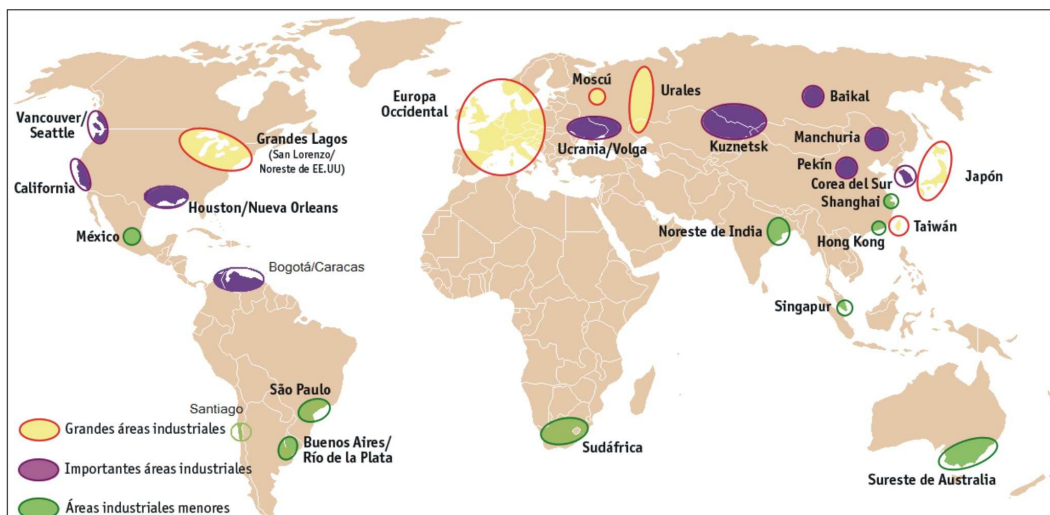 Vancouver/
Seattle
California
Grandes Lagos
(San Lorenzo/
Noreste de EE.UU)
Houston/Nueva Orleans
México
Bogotá/Caracas
São Paulo
Santiago
Buenos Aires/
Río de la Plata
Europa
Occidental
Moscú
Urales
Ucrania/Volga
Kuznetsk
Baikal
Manchuria
Pekín
Corea del Sur
Japón
Shanghai
Taiwán
Hong Kong
Noreste de India
Singapur
Sudáfrica
Sureste de Australia
Grandes áreas industriales
Importantes áreas industriales
Áreas industriales menores